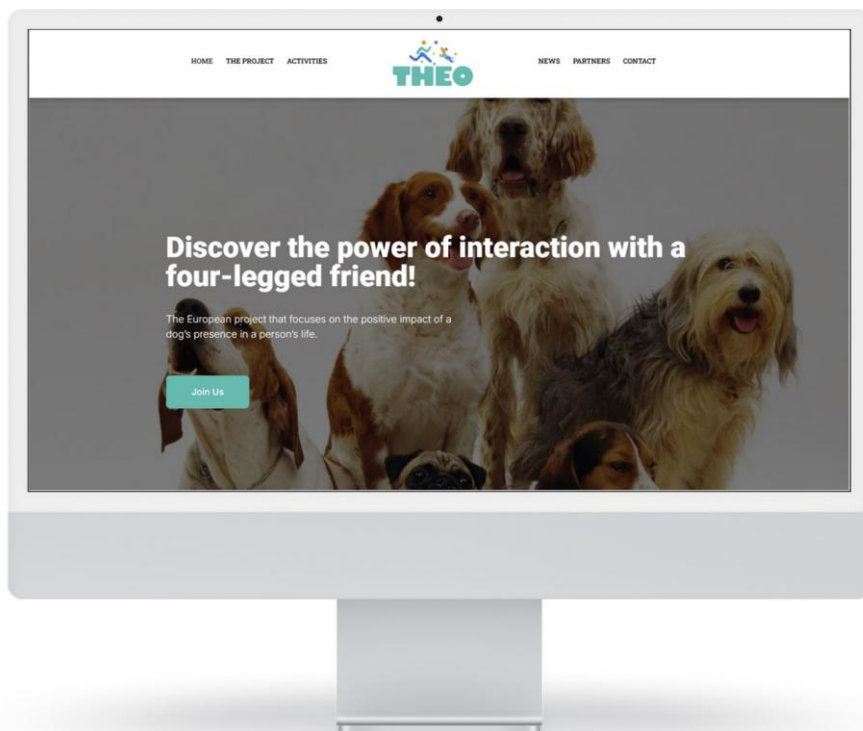 HOME THE PROJECT ACTIVITIES THEO NEWS PARTNERS CONTACT
Discover the power of interaction with a
four-legged friend!
The European project that focuses on the positive impact of a
dog's presence in a person's life.
Join Us